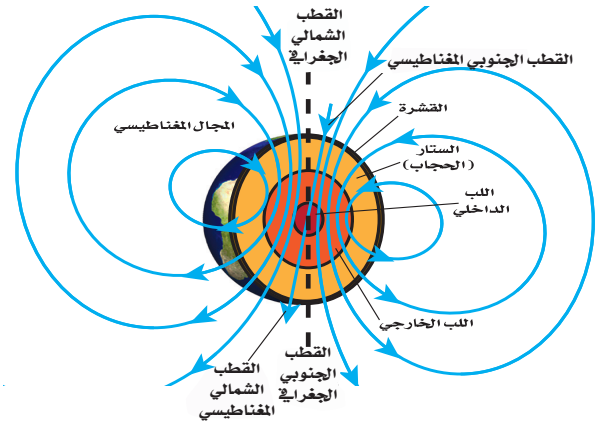 القطب
الشمالي
الجغرافي
القطب الجنوبي المغناطيسي
القشرة
المجال المغناطيسي
الستار
(الحجاب)
اللب
الداخلي
اللب الخارجي
القطب
الجنوبي
الجغرافي
القطب
الشمالي
المغناطيسي